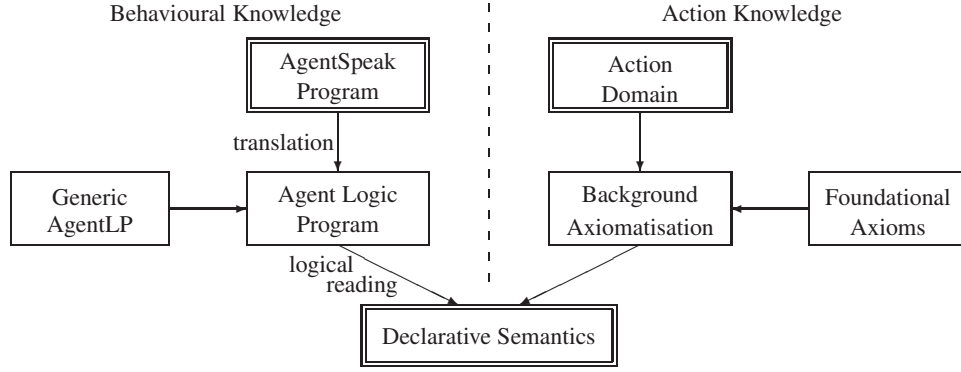 Behavioural Knowledge
Action Knowledge
AgentSpeak
Program
Action
Domain
translation
Generic
AgentLP
Agent Logic
Program
Background
Axiomatisation
Foundational
Axioms
logical
reading
Declarative Semantics